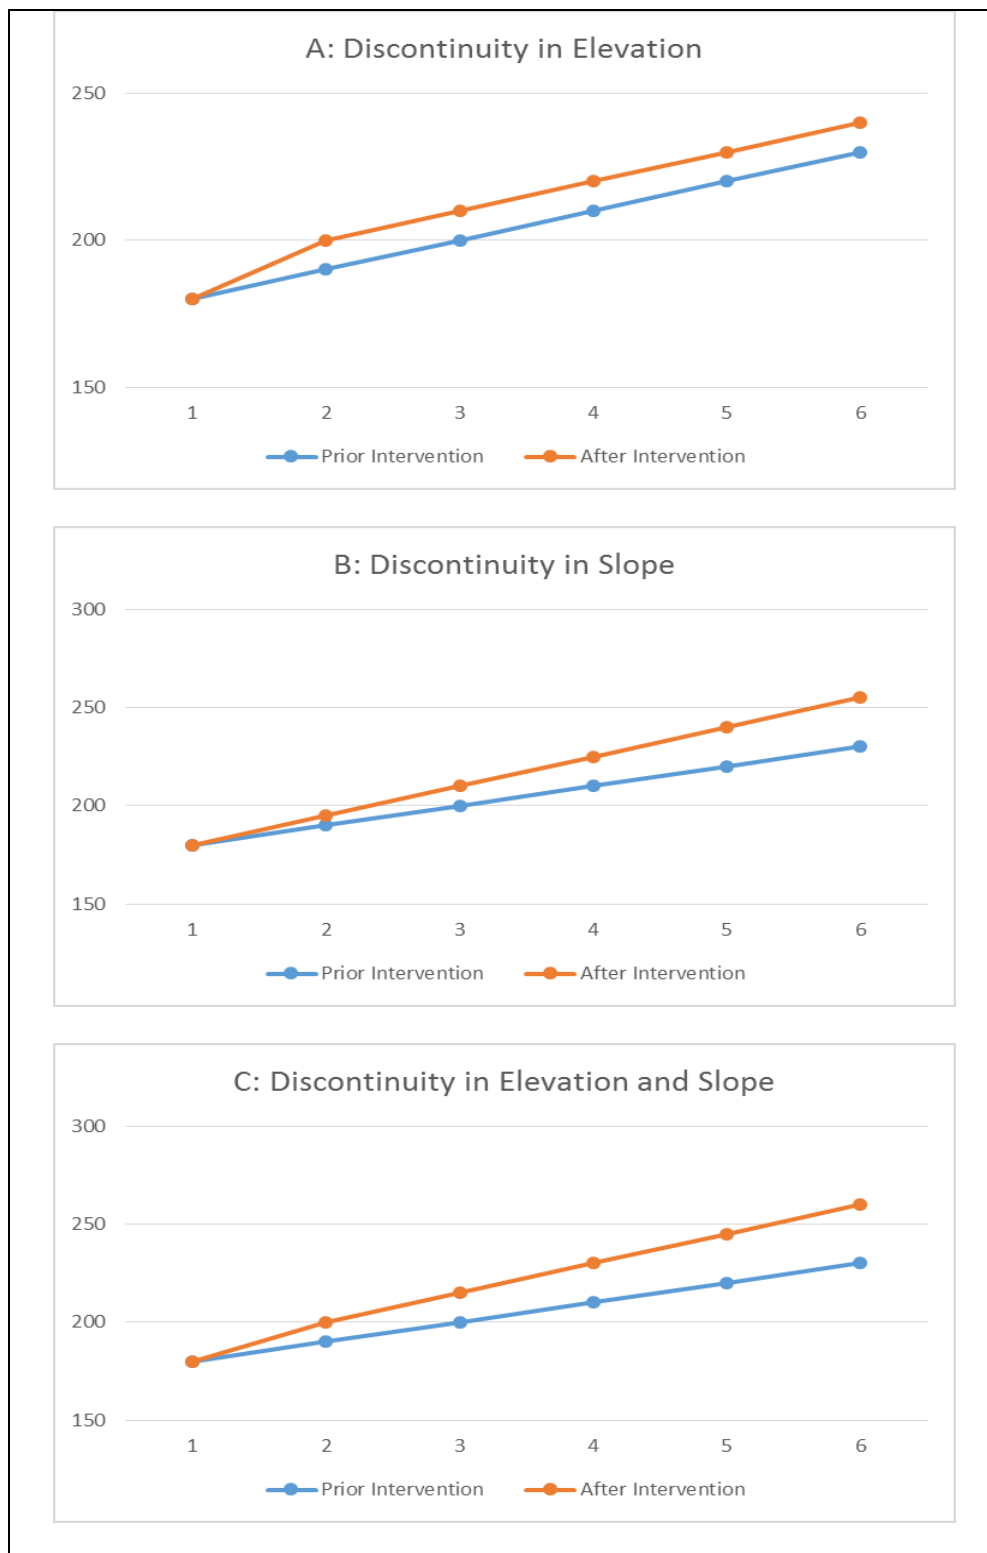 A: Discontinuity in Elevation
250
200
150
1 2 3 4 5 6
Prior Intervention After Intervention
B: Discontinuity in Slope
300
250
200
150
1 2 3 4 5 6
Prior Intervention After Intervention
C: Discontinuity in Elevation and Slope
300
250
200
150
1 2 3 4 5 6
Prior Intervention After Intervention